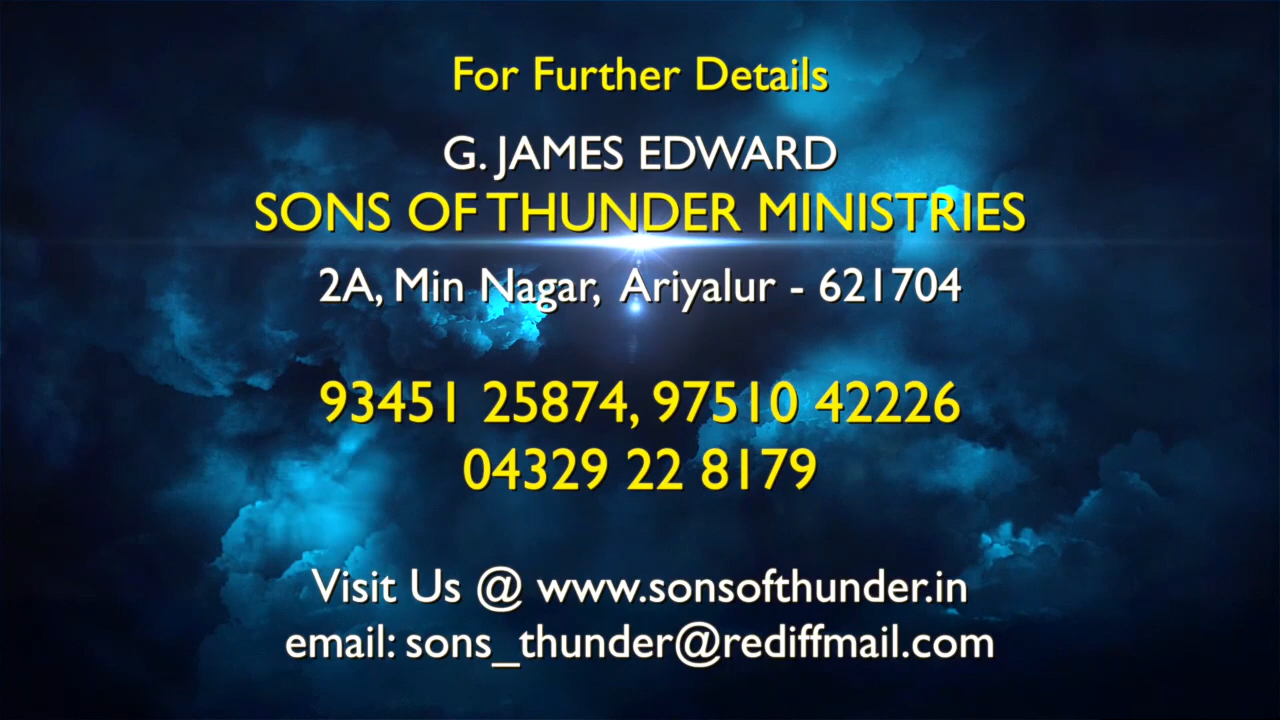 For Further Details
G. JAMES EDWARD
SONS OF THUNDER MINISTRIES
2A, Min Nagar, Ariyalur - 621704
93451 25874, 97510 42226
04329 22 8179
Visit Us @ www.sonsofthunder.in
email: sons_thunder@rediffmail.com